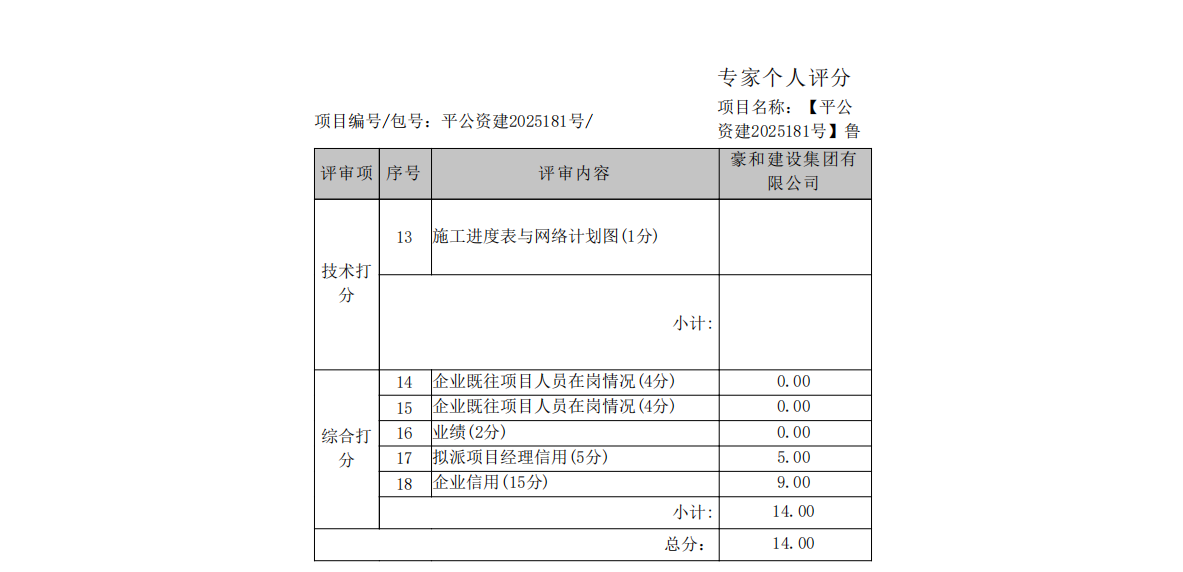 专家个人评分
项目编号/包号：平公资建2025181号/
项目名称：【平公
资建2025181号】鲁
评审项 序号 评审内容 豪和建设集团有
限公司
技术打
分
13 施工进度表与网络计划图(1分)
小计:
综合打
分
14 企业既往项目人员在岗情况(4分) 0.00
15 企业既往项目人员在岗情况(4分) 0.00
16 业绩(2分) 0.00
17 拟派项目经理信用(5分) 5.00
18 企业信用(15分) 9.00
小计: 14.00
总分： 14.00